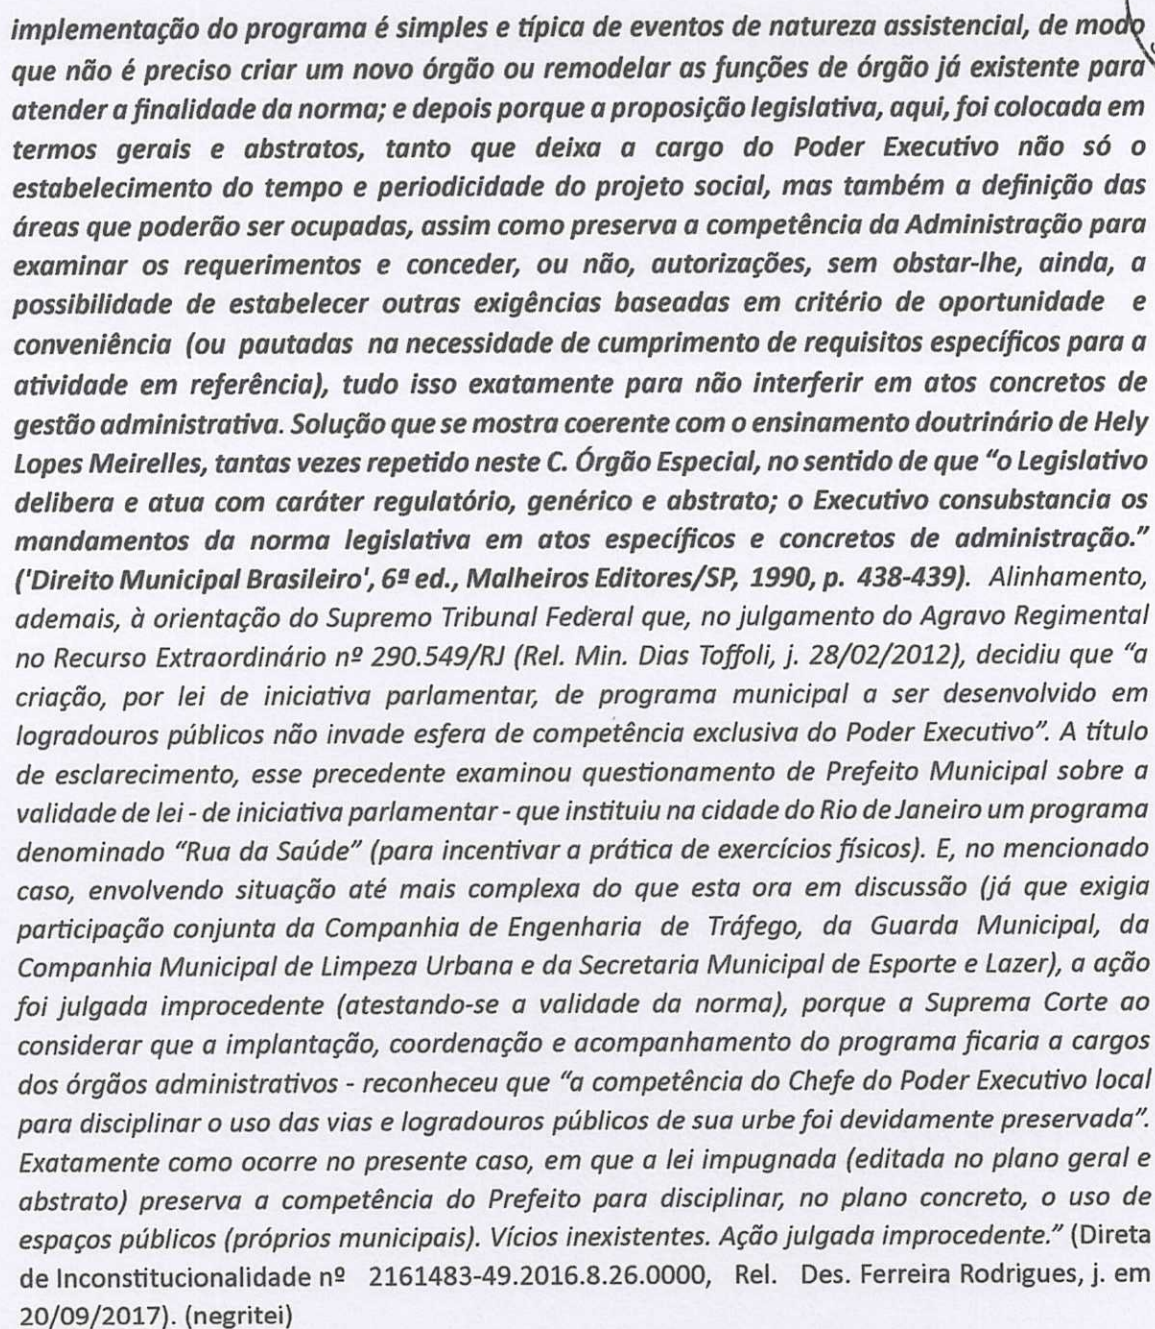 implementação do programa é simples e típica de eventos de natureza assistencial, de modo
que não é preciso criar um novo órgão ou remodelar as funções de órgão já existente para
atender a finalidade da norma; e depois porque a proposição legislativa, aqui, foi colocada em
termos gerais e abstratos, tanto que deixa a cargo do Poder Executivo não só o
estabelecimento do tempo e periodicidade do projeto social, mas também a definição das
áreas que poderão ser ocupadas, assim como preserva a competência da Administração para
examinar os requerimentos e conceder, ou não, autorizações, sem obstar-lhe, ainda, a
possibilidade de estabelecer outras exigências baseadas em critério de oportunidade e
conveniência (ou pautadas na necessidade de cumprimento de requisitos específicos para a
atividade em referência), tudo isso exatamente para não interferir em atos concretos de
gestão administrativa. Solução que se mostra coerente com o ensinamento doutrinário de Hely
Lopes Meirelles, tantas vezes repetido neste C. Órgão Especial, no sentido de que “o Legislativo
delibera e atua com caráter regulatório, genérico e abstrato; o Executivo consubstancia os
mandamentos da norma legislativa em atos específicos e concretos de administração.”
('Direito Municipal Brasileiro', 6ª ed., Malheiros Editores/SP, 1990, p. 438-439). Alinhamento,
ademais, à orientação do Supremo Tribunal Federal que, no julgamento do Agravo Regimental
no Recurso Extraordinário nº 290.549/RJ (Rel. Min. Dias Toffoli, j. 28/02/2012), decidiu que “a
criação, por lei de iniciativa parlamentar, de programa municipal a ser desenvolvido em
logradouros públicos não invade esfera de competência exclusiva do Poder Executivo”. A título
de esclarecimento, esse precedente examinou questionamento de Prefeito Municipal sobre a
validade de lei - de iniciativa parlamentar - que instituiu na cidade do Rio de Janeiro um programa
denominado “Rua da Saúde” (para incentivar a prática de exercícios físicos). E, no mencionado
caso, envolvendo situação até mais complexa do que esta ora em discussão (já que exigia
participação conjunta da Companhia de Engenharia de Tráfego, da Guarda Municipal, da
Companhia Municipal de Limpeza Urbana e da Secretaria Municipal de Esporte e Lazer), a ação
foi julgada improcedente (atestando-se a validade da norma), porque a Suprema Corte ao
considerar que a implantação, coordenação e acompanhamento do programa ficaria a cargos
dos órgãos administrativos - reconheceu que “a competência do Chefe do Poder Executivo local
para disciplinar o uso das vias e logradouros públicos de sua urbe foi devidamente preservada”.
Exatamente como ocorre no presente caso, em que a lei impugnada (editada no plano geral e
abstrato) preserva a competência do Prefeito para disciplinar, no plano concreto, o uso de
espaços públicos (próprios municipais). Vícios inexistentes. Ação julgada improcedente.” (Direta
de Inconstitucionalidade nº 2161483-49.2016.8.26.0000, Rel. Des. Ferreira Rodrigues, j. em
20/09/2017). (negritei)